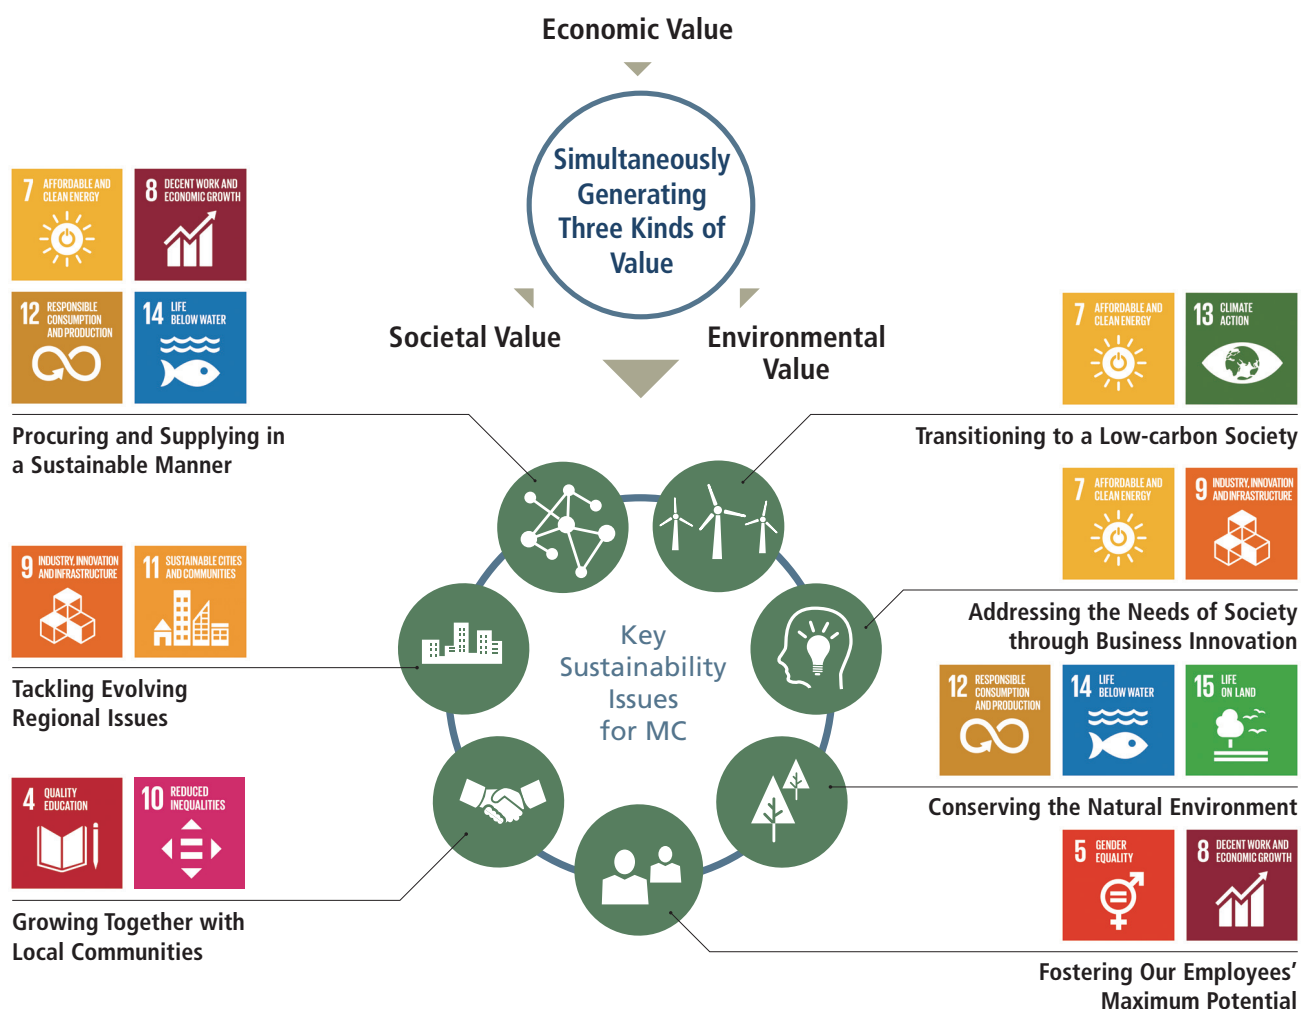 Economic Value
Simultaneously
Generating
Three Kinds of
Value
Societal Value
Environmental
Value
7 AFFORDABLE AND
CLEAN ENERGY
8 DECENT WORK AND
ECONOMIC GROWTH
12 RESPONSIBLE
CONSUMPTION
AND PRODUCTION
14 LIFE
BELOW WATER
Procuring and Supplying in
a Sustainable Manner
9 INDUSTRY, INNOVATION
AND INFRASTRUCTURE
11 SUSTAINABLE CITIES
AND COMMUNITIES
Tackling Evolving
Regional Issues
4 QUALITY
EDUCATION
10 REDUCED
INEQUALITIES
Growing Together with
Local Communities
Key
Sustainability
Issues
for MC
7 AFFORDABLE AND
CLEAN ENERGY
13 CLIMATE
ACTION
Transitioning to a Low-carbon Society
7 AFFORDABLE AND
CLEAN ENERGY
9 INDUSTRY, INNOVATION
AND INFRASTRUCTURE
Addressing the Needs of Society
through Business Innovation
12 RESPONSIBLE
CONSUMPTION
AND PRODUCTION
14 LIFE
BELOW WATER
15 LIFE
ON LAND
Conserving the Natural Environment
5 GENDER
EQUALITY
8 DECENT WORK AND
ECONOMIC GROWTH
Fostering Our Employees’
Maximum Potential